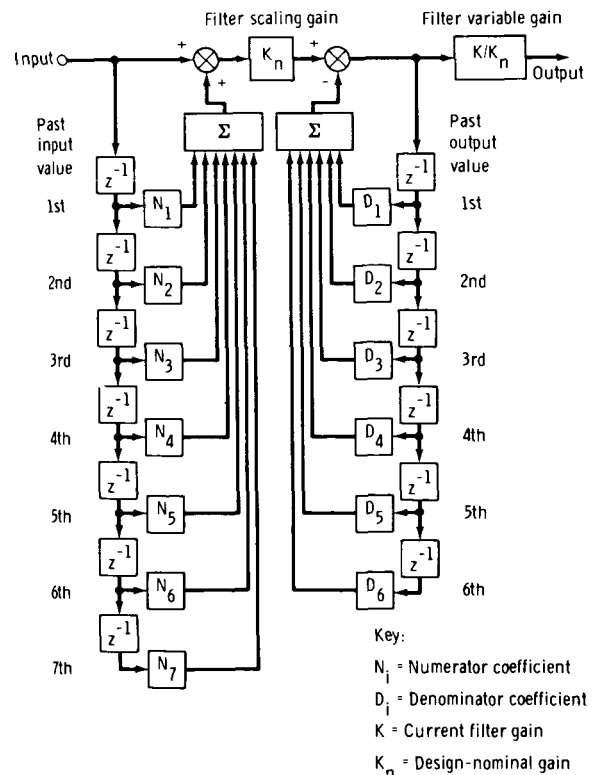 Filter scaling gain
Filter variable gain
Input
+
+
K_n
+
-
K/K_n
Output
Past
input
value
Σ
Σ
Past
output
value
z^-1
z^-1
1st
N_1
D_1
1st
z^-1
z^-1
2nd
N_2
D_2
2nd
z^-1
z^-1
3rd
N_3
D_3
3rd
z^-1
z^-1
4th
N_4
D_4
4th
z^-1
z^-1
5th
N_5
D_5
5th
z^-1
z^-1
6th
N_6
D_6
6th
z^-1
7th
N_7
Key:
N_i = Numerator coefficient
D_i = Denominator coefficient
K = Current filter gain
K_n = Design-nominal gain